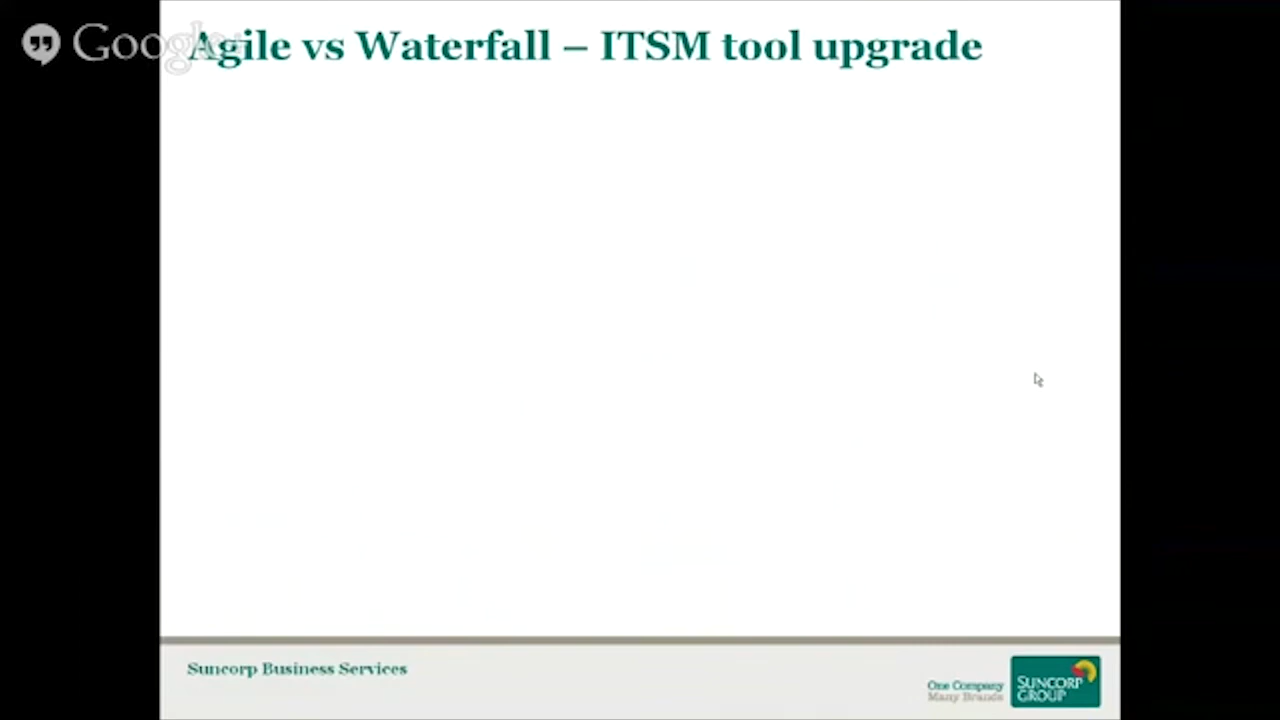 Google+
Agile vs Waterfall – ITSM tool upgrade
Suncorp Business Services
One Company
Many Brands
SUNCORP
GROUP